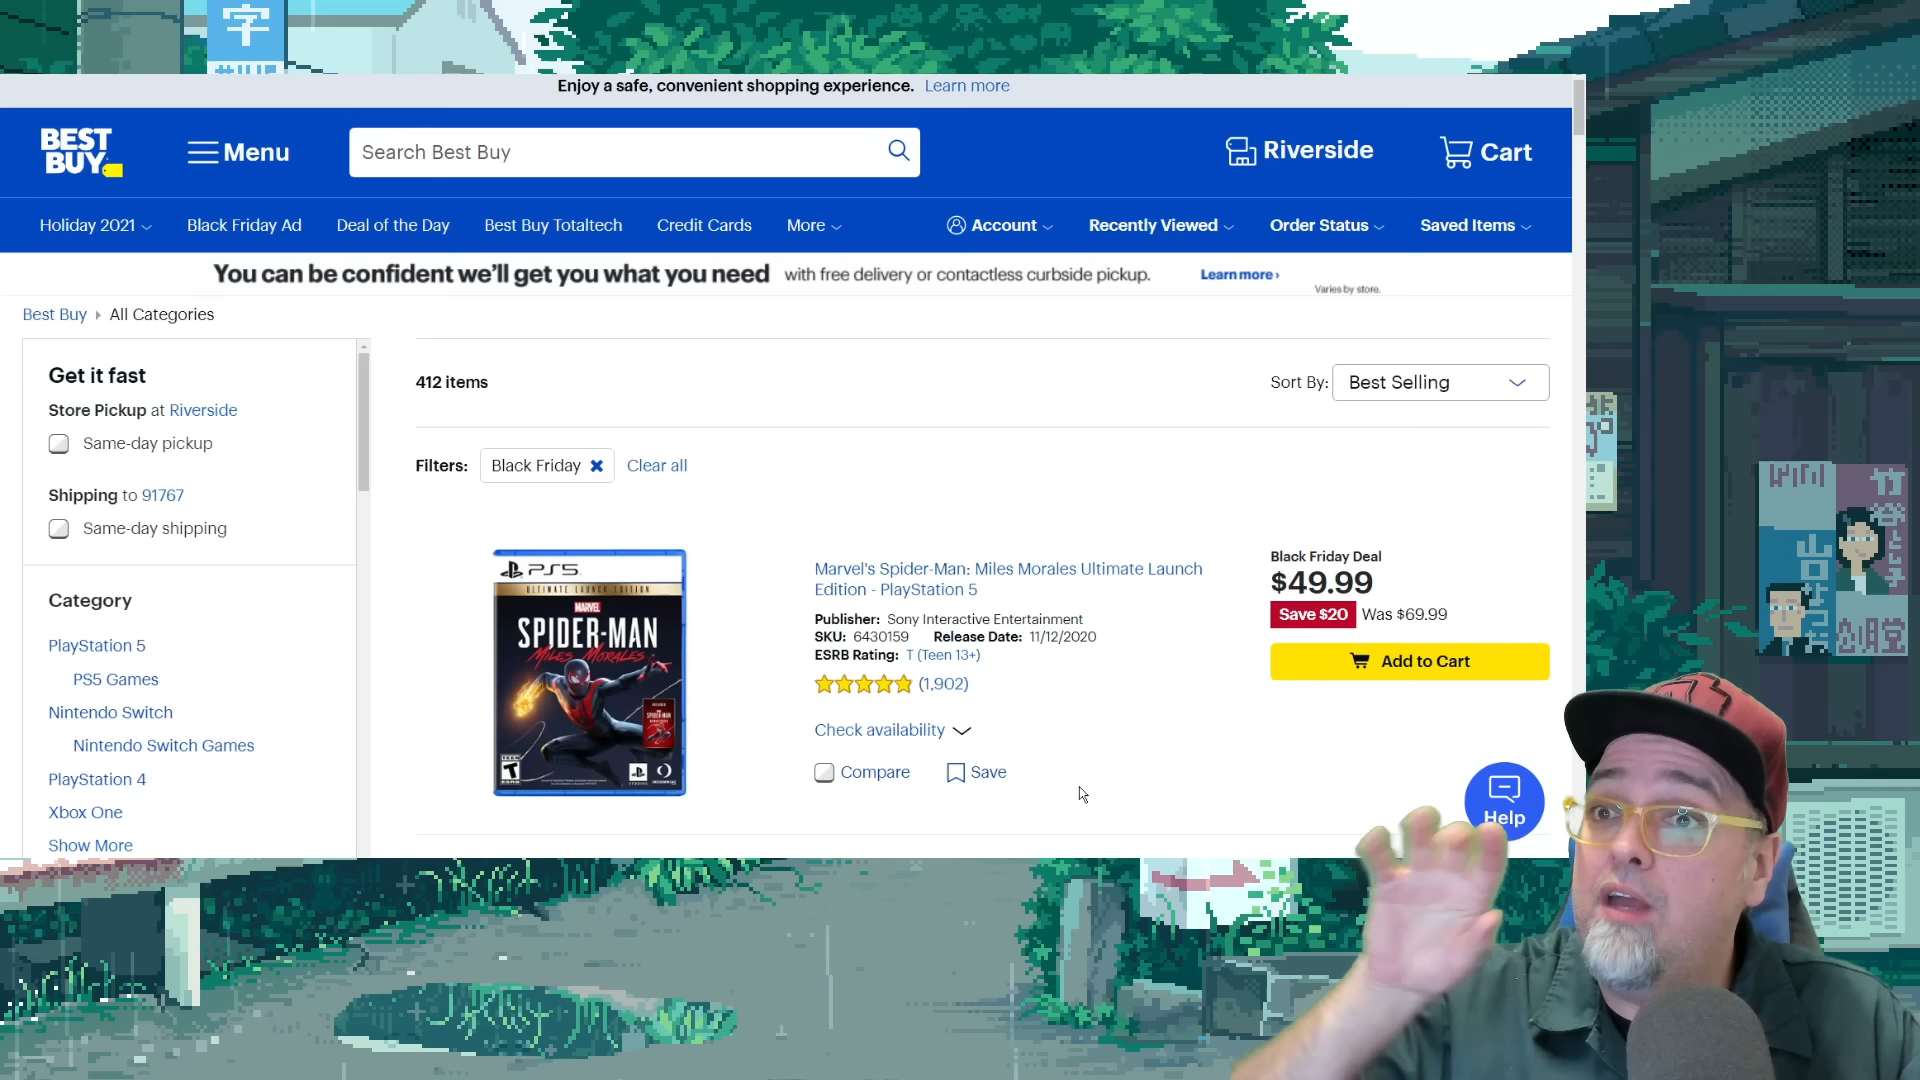 字
Enjoy a safe, convenient shopping experience. Learn more
BEST BUY
Menu
Search Best Buy
Riverside
Cart
Holiday 2021
Black Friday Ad
Deal of the Day
Best Buy Totaltech
Credit Cards
More
Account
Recently Viewed
Order Status
Saved Items
You can be confident we'll get you what you need with free delivery or contactless curbside pickup. Learn more ›
Varies by store.
Best Buy All Categories
Get it fast
Store Pickup at Riverside
Same-day pickup
Shipping to 91767
Same-day shipping
Category
PlayStation 5
PS5 Games
Nintendo Switch
Nintendo Switch Games
PlayStation 4
Xbox One
Show More
412 items
Sort By: Best Selling
Filters: Black Friday Clear all
PS5
ULTIMATE LAUNCH EDITION
MARVEL
SPIDER-MAN
MILES MORALES
T
Marvel's Spider-Man: Miles Morales Ultimate Launch
Edition - PlayStation 5
Publisher: Sony Interactive Entertainment
SKU: 6430159 Release Date: 11/12/2020
ESRB Rating: T (Teen 13+)
(1,902)
Check availability
Compare
Save
Black Friday Deal
$49.99
Save $20 Was $69.99
Add to Cart
Help